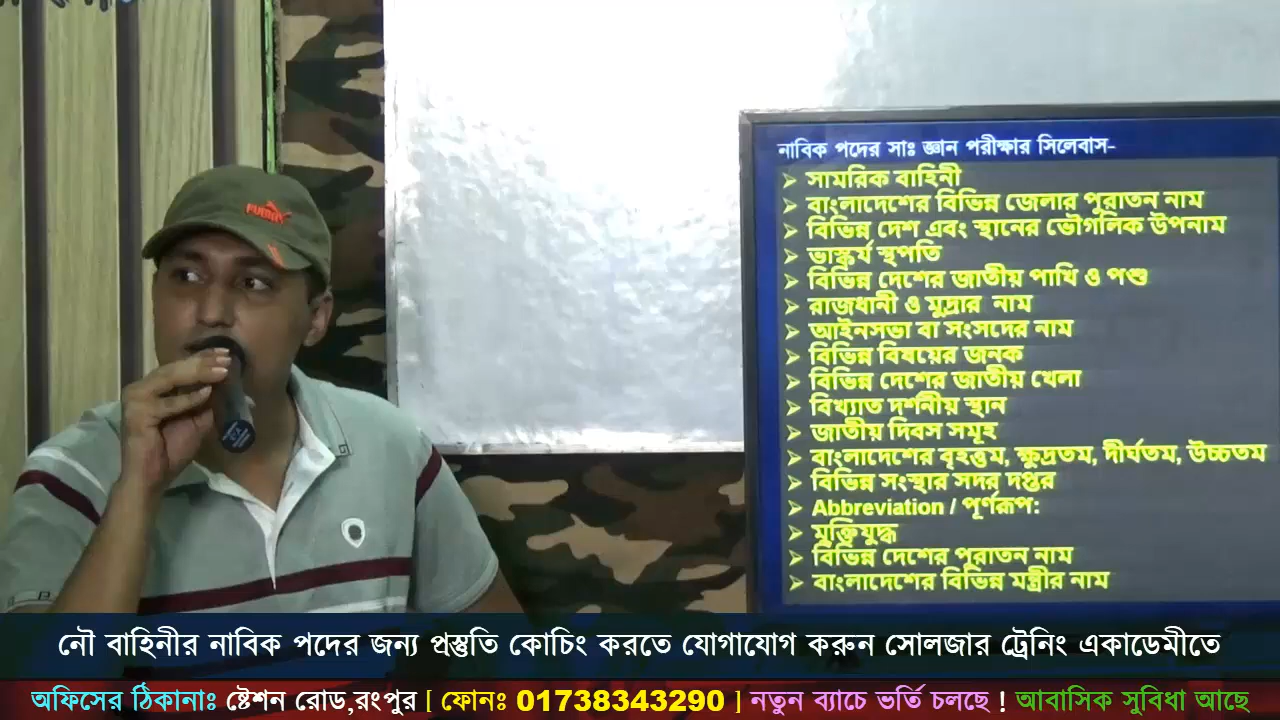 নাবিক পদের সাঃ জ্ঞান পরীক্ষার সিলেবাস-
➢ সামরিক বাহিনী
➢ বাংলাদেশের বিভিন্ন জেলার পুরাতন নাম
➢ বিভিন্ন দেশ এবং স্থানের ভৌগলিক উপনাম
➢ ভাস্কর্য স্থপতি
➢ বিভিন্ন দেশের জাতীয় পাখি ও পশু
➢ রাজধানী ও মুদ্রার নাম
➢ আইনসভা বা সংসদের নাম
➢ বিভিন্ন বিষয়ের জনক
➢ বিভিন্ন দেশের জাতীয় খেলা
➢ বিখ্যাত দর্শনীয় স্থান
➢ জাতীয় দিবস সমূহ
➢ বাংলাদেশের বৃহত্তম, ক্ষুদ্রতম, দীর্ঘতম, উচ্চতম
➢ বিভিন্ন সংস্থার সদর দপ্তর
➢ Abbreviation / পূর্ণরূপ:
➢ মুক্তিযুদ্ধ
➢ বিভিন্ন দেশের পুরাতন নাম
➢ বাংলাদেশের বিভিন্ন মন্ত্রীর নাম
নৌ বাহিনীর নাবিক পদের জন্য প্রস্তুতি কোচিং করতে যোগাযোগ করুন সোলজার ট্রেনিং একাডেমীতে
অফিসের ঠিকানাঃ ষ্টেশন রোড,রংপুর [ ফোনঃ 01738343290 ] নতুন ব্যাচে ভর্তি চলছে ! আবাসিক সুবিধা আছে